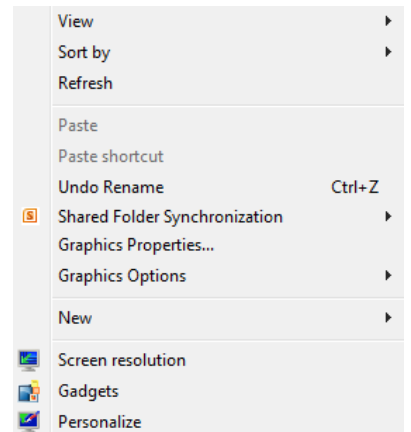 View
Sort by
Refresh
Paste
Paste shortcut
Undo Rename Ctrl+Z
S Shared Folder Synchronization
Graphics Properties...
Graphics Options
New
Screen resolution
Gadgets
Personalize